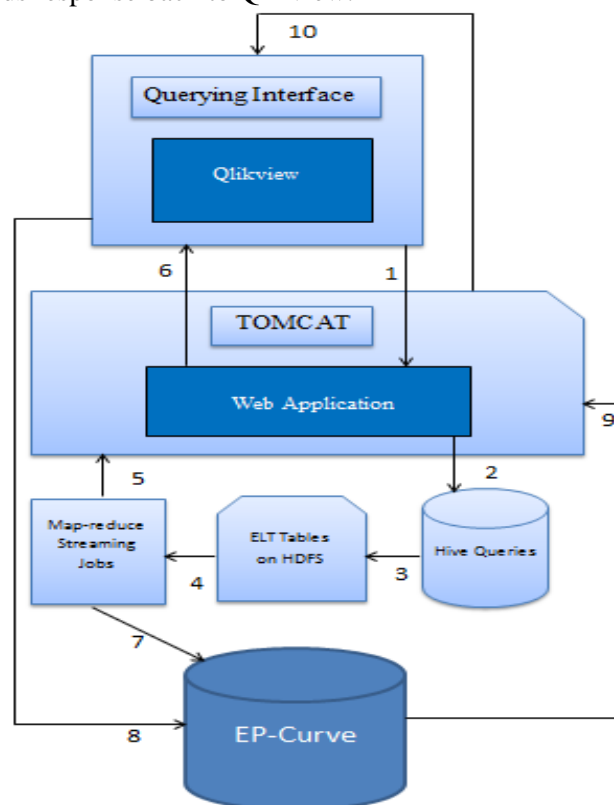 10
Querying Interface
Qlikview
6
1
TOMCAT
Web Application
9
2
5
Map-reduce
Streaming
Jobs
ELT Tables
on HDFS
Hive Queries
4
3
7
8
EP-Curve